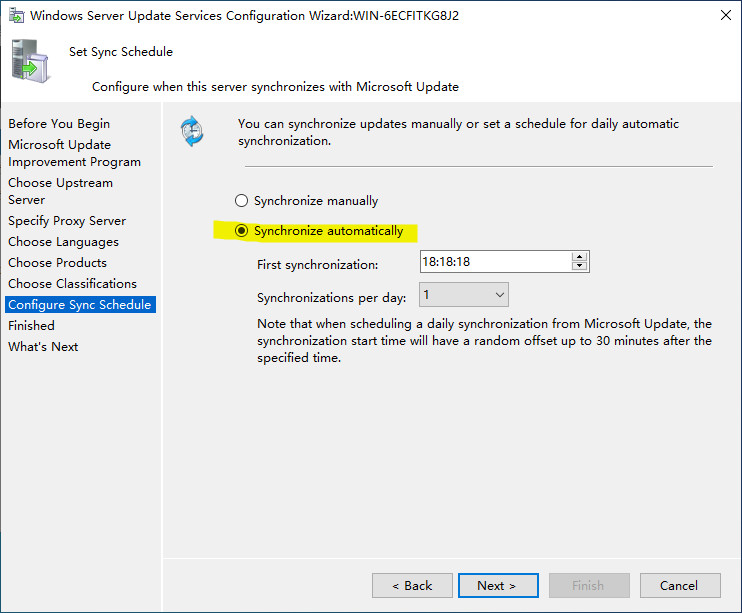 Windows Server Update Services Configuration Wizard:WIN-6ECFITKG8J2
Set Sync Schedule
Configure when this server synchronizes with Microsoft Update
Before You Begin
Microsoft Update
Improvement Program
Choose Upstream
Server
Specify Proxy Server
Choose Languages
Choose Products
Choose Classifications
Configure Sync Schedule
Finished
What's Next
You can synchronize updates manually or set a schedule for daily automatic
synchronization.
Synchronize manually
Synchronize automatically
First synchronization:
18:18:18
Synchronizations per day:
1
Note that when scheduling a daily synchronization from Microsoft Update, the
synchronization start time will have a random offset up to 30 minutes after the
specified time.
< Back
Next >
Finish
Cancel